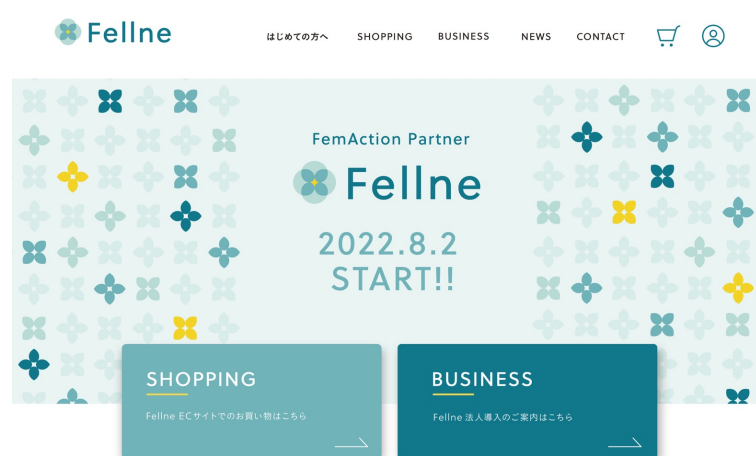 Fellne
はじめての方へ
SHOPPING
BUSINESS
NEWS
CONTACT
FemAction Partner
Fellne
2022.8.2
START!!
SHOPPING
Fellne ECサイトでのお買い物はこちら
BUSINESS
Fellne 法人導入のご案内はこちら